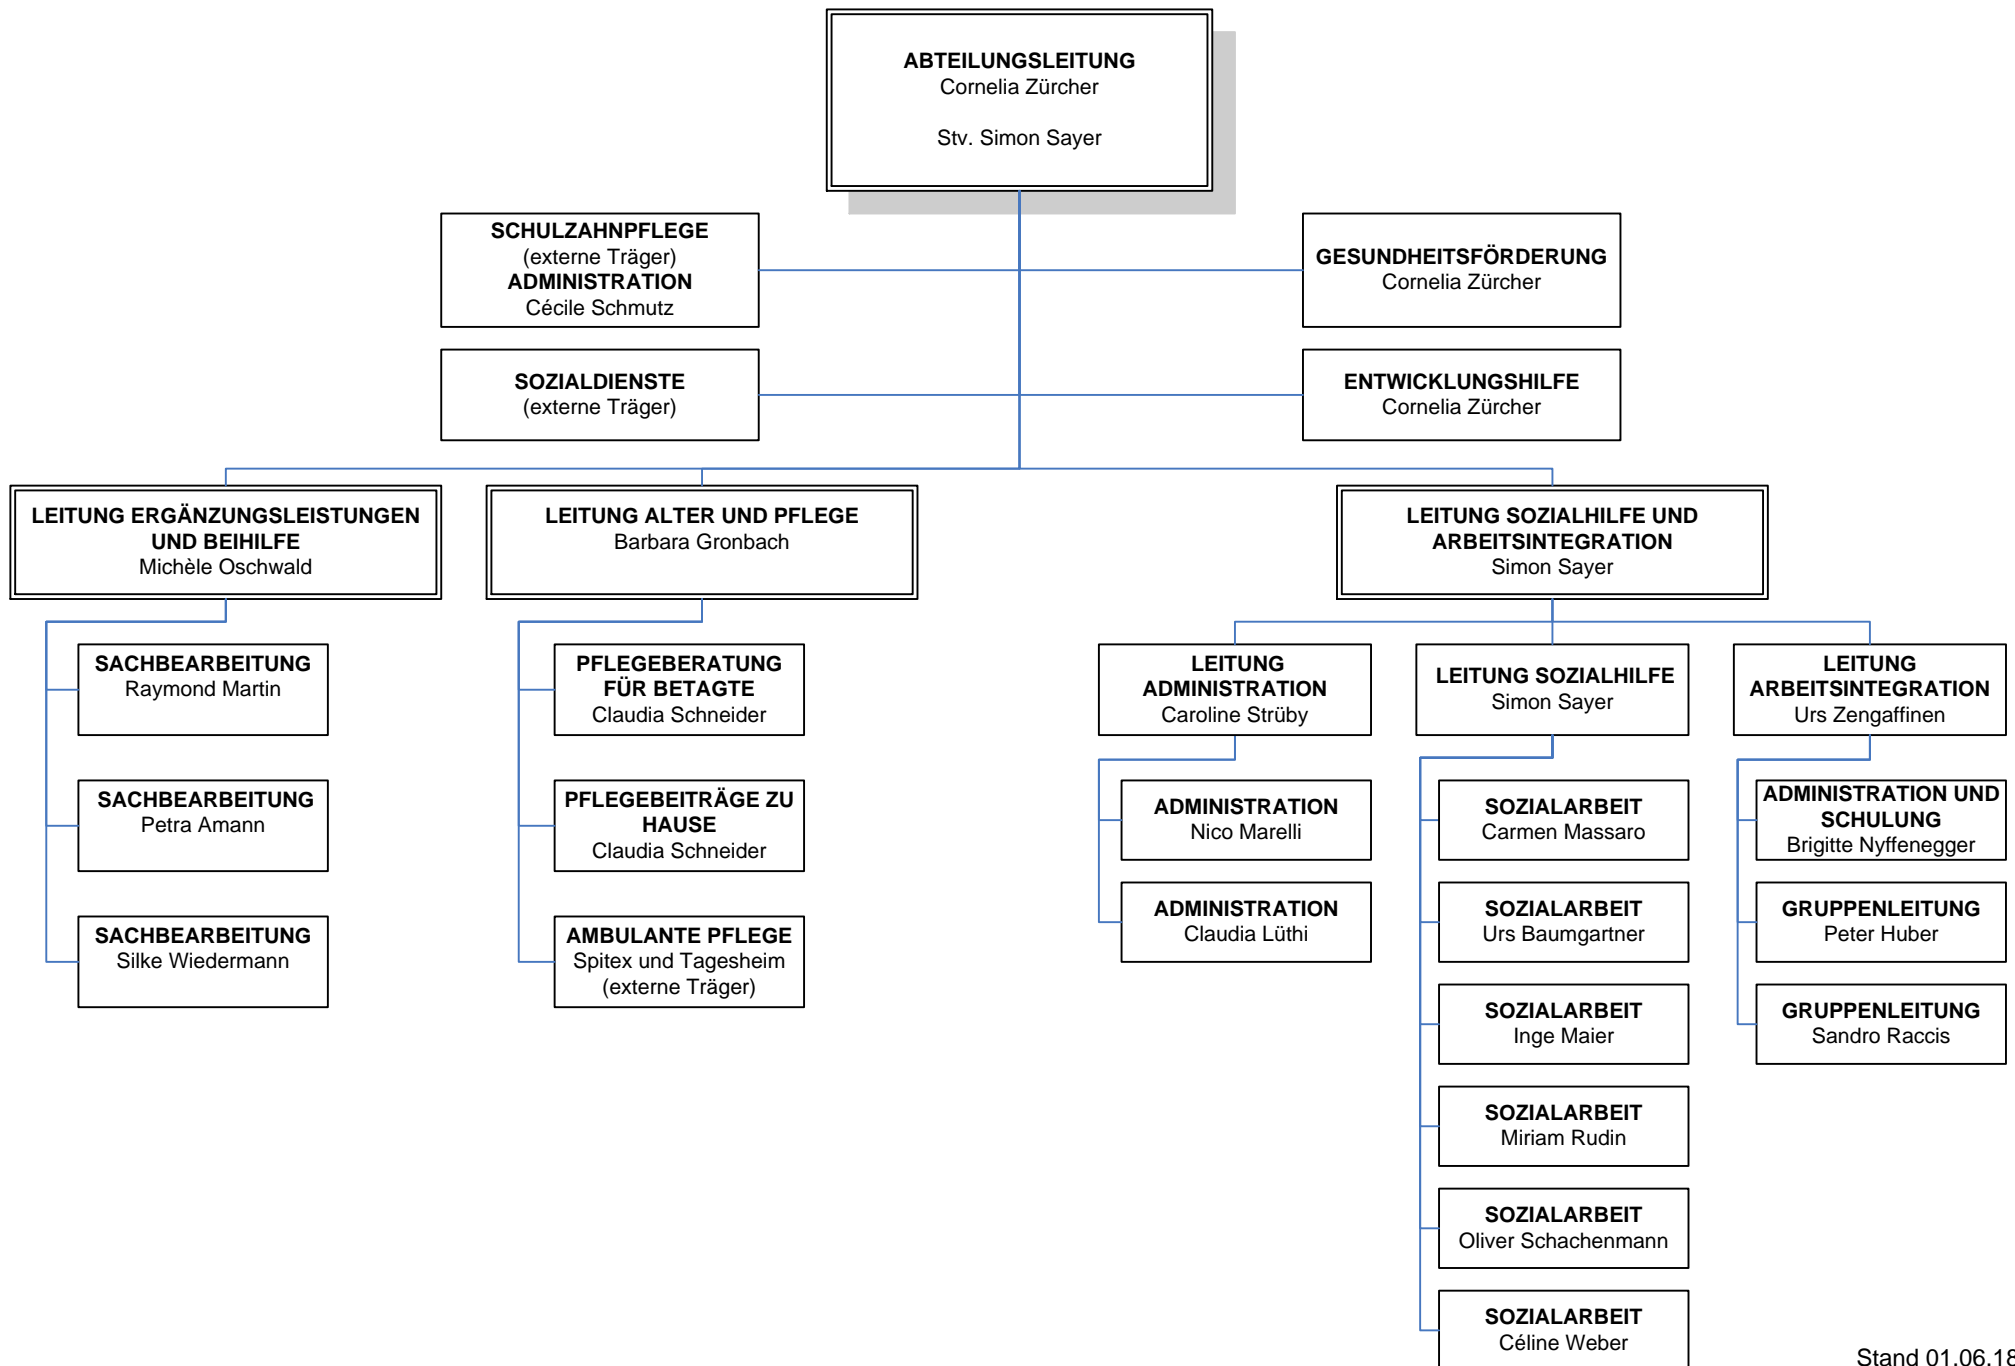 ABTEILUNGSLEITUNG
Cornelia Zürcher
Stv. Simon Sayer
SCHULZAHNPFLEGE
(externe Träger)
ADMINISTRATION
Cécile Schmutz
GESUNDHEITSFÖRDERUNG
Cornelia Zürcher
SOZIALDIENSTE
(externe Träger)
ENTWICKLUNGSHILFE
Cornelia Zürcher
LEITUNG ERGÄNZUNGSLEISTUNGEN
UND BEIHILFE
Michèle Oschwald
LEITUNG ALTER UND PFLEGE
Barbara Gronbach
LEITUNG SOZIALHILFE UND
ARBEITSINTEGRATION
Simon Sayer
SACHBEARBEITUNG
Raymond Martin
SACHBEARBEITUNG
Petra Amann
SACHBEARBEITUNG
Silke Wiedermann
PFLEGEBERATUNG
FÜR BETAGTE
Claudia Schneider
PFLEGEBEITRÄGE ZU
HAUSE
Claudia Schneider
AMBULANTE PFLEGE
Spitex und Tagesheim
(externe Träger)
LEITUNG
ADMINISTRATION
Caroline Strüby
ADMINISTRATION
Nico Marelli
ADMINISTRATION
Claudia Lüthi
LEITUNG SOZIALHILFE
Simon Sayer
SOZIALARBEIT
Carmen Massaro
SOZIALARBEIT
Urs Baumgartner
SOZIALARBEIT
Inge Maier
SOZIALARBEIT
Miriam Rudin
SOZIALARBEIT
Oliver Schachenmann
SOZIALARBEIT
Céline Weber
LEITUNG
ARBEITSINTEGRATION
Urs Zengaffinen
ADMINISTRATION UND
SCHULUNG
Brigitte Nyffenegger
GRUPPENLEITUNG
Peter Huber
GRUPPENLEITUNG
Sandro Raccis
Stand 01.06.18